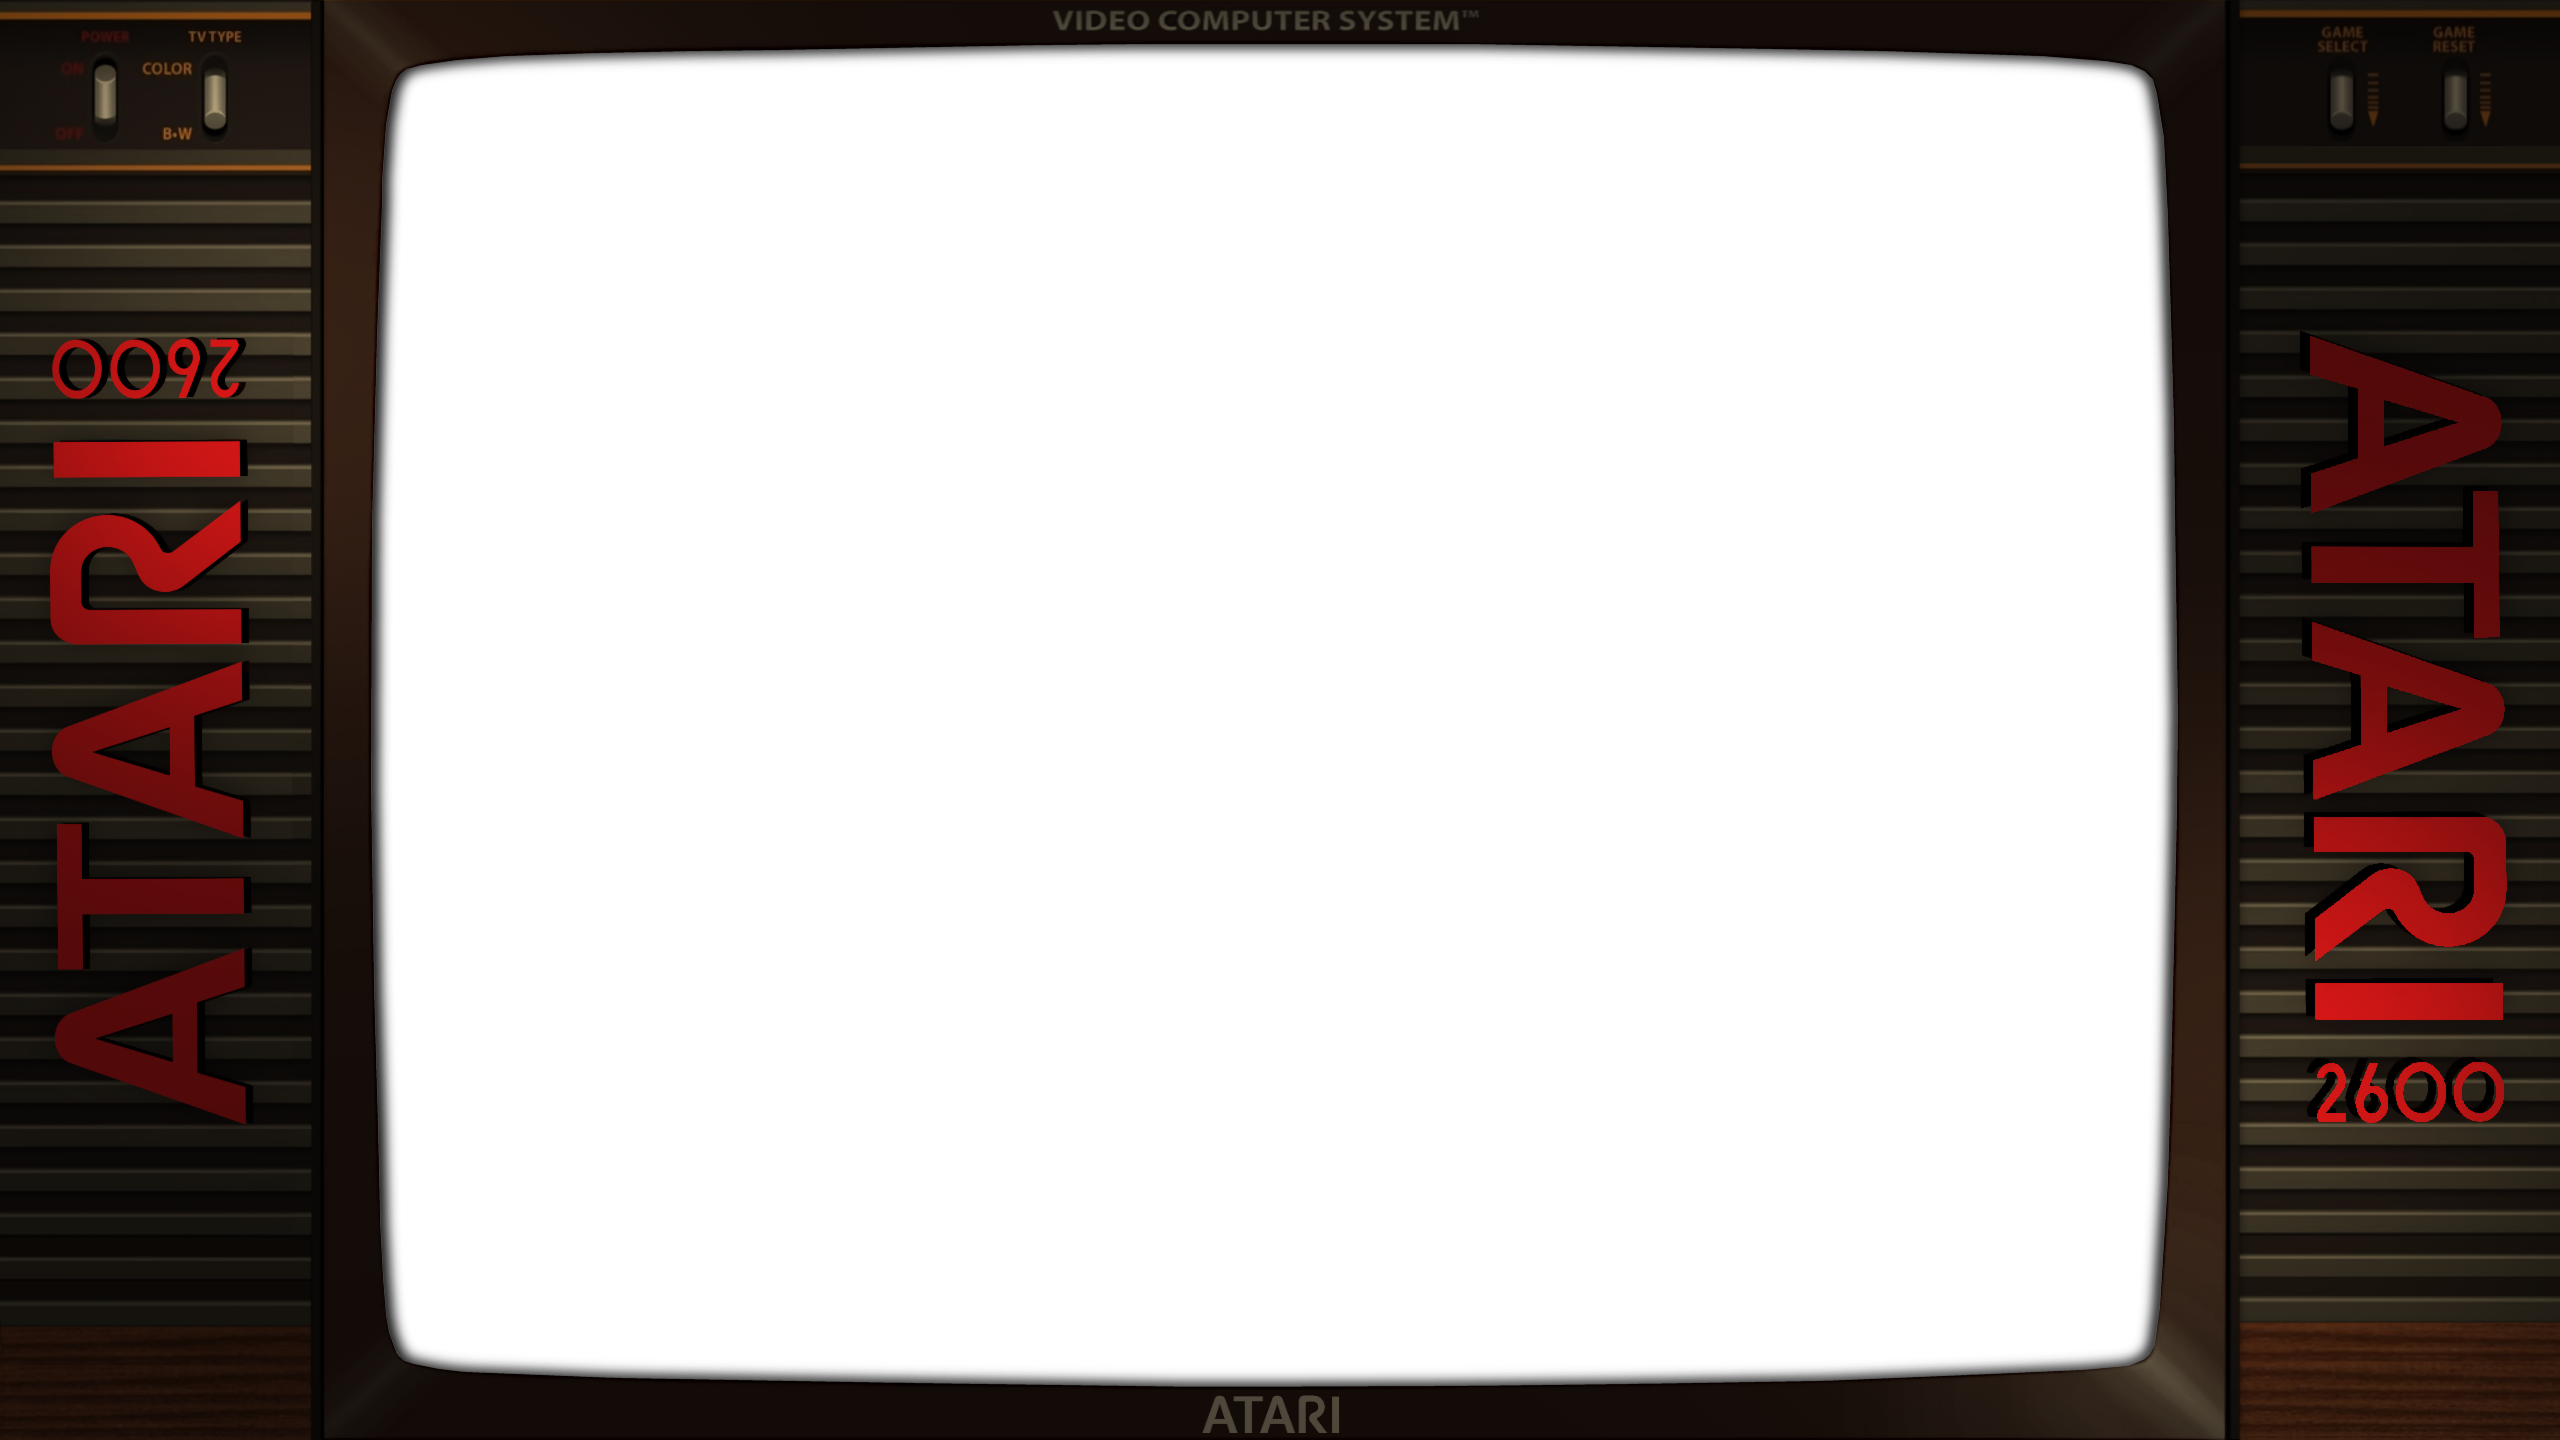 VIDEO COMPUTER SYSTEM™
POWER
ON
OFF
TV TYPE
COLOR
B•W
GAME SELECT
GAME RESET
ATARI
2600
ATARI
2600
ATARI